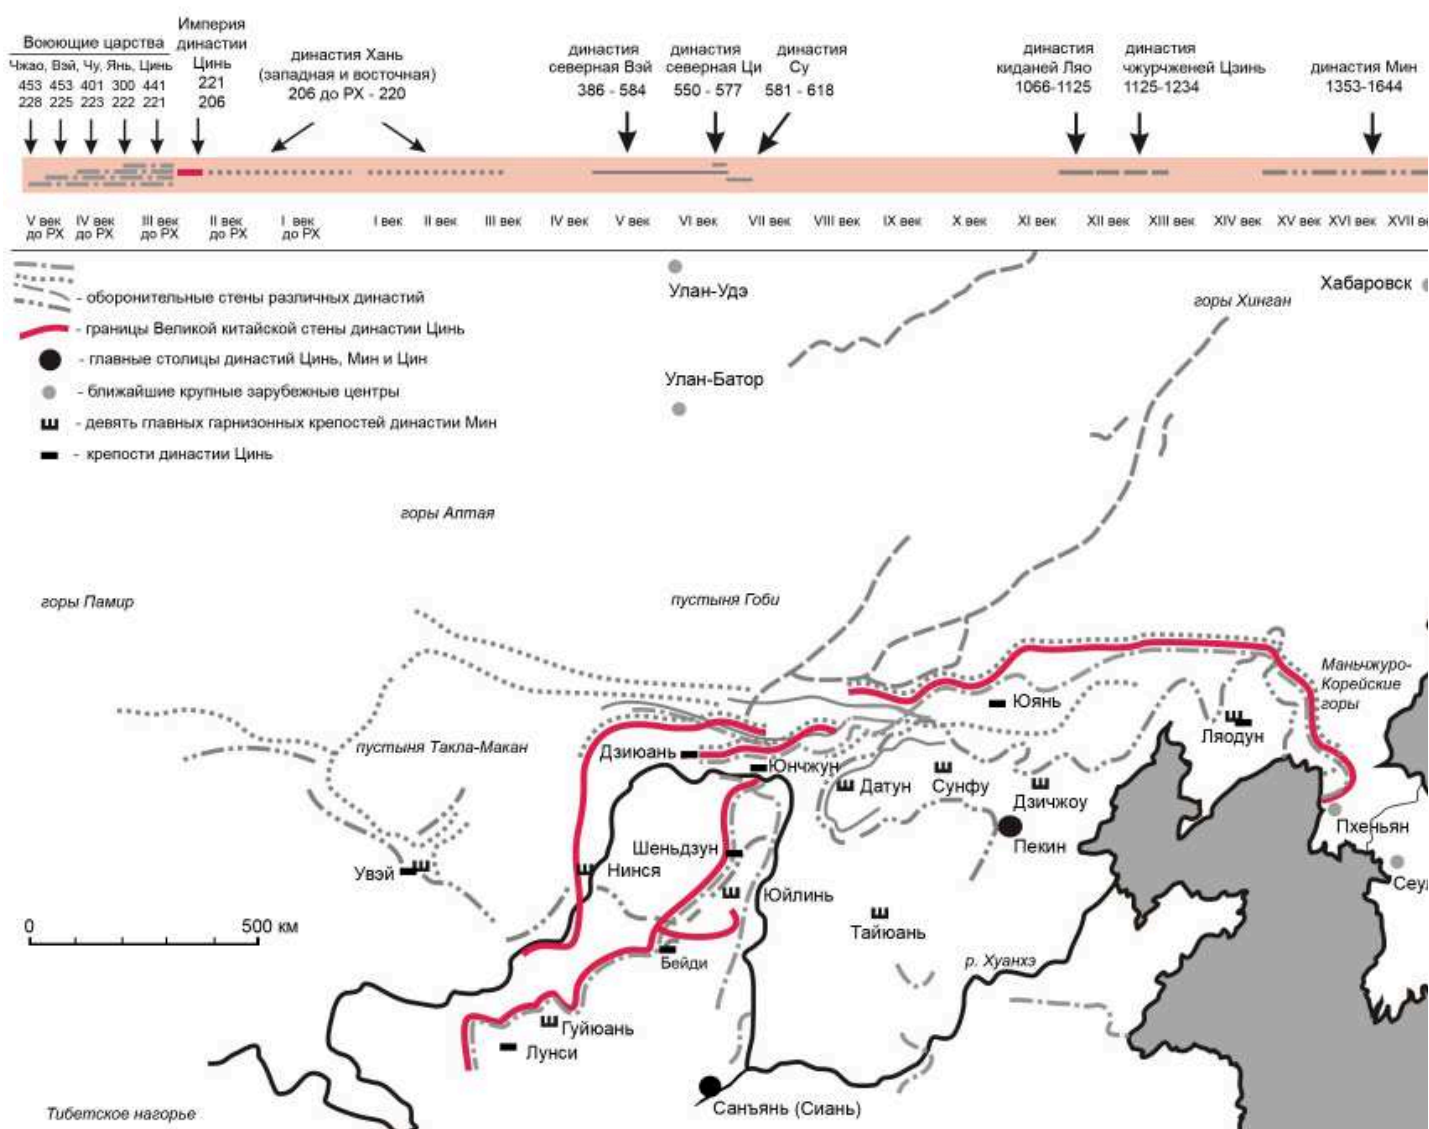 Воюющие царства
Чжао, Вэй, Чу, Янь, Цинь
453 453 401 300 441
228 225 223 222 221
Империя
династии
Цинь
221
206
династия Хань
(западная и восточная)
206 до РХ - 220
династия
северная Вэй
386 - 584
династия
северная Ци
550 - 577
династия
Су
581 - 618
династия
киданей Ляо
1066-1125
династия
чжурчженей Цзинь
1125-1234
династия Мин
1353-1644
V век
до РХ
IV век
до РХ
III век
до РХ
II век
до РХ
I век
до РХ
I век
II век
III век
IV век
V век
VI век
VII век
VIII век
IX век
X век
XI век
XII век
XIII век
XIV век
XV век
XVI век
XVII ве
- оборонительные стены различных династий
- границы Великой китайской стены династии Цинь
- главные столицы династий Цинь, Мин и Цин
- ближайшие крупные зарубежные центры
- девять главных гарнизонных крепостей династии Мин
- крепости династии Цинь
Улан-Удэ
Хабаровск
горы Хинган
Улан-Батор
горы Алтая
горы Памир
пустыня Гоби
Маньчжуро-
Корейские
горы
Юянь
Ляодун
пустыня Такла-Макан
Дзиюань
Юнчжун
Датун
Сунфу
Дзичжоу
Пекин
Пхеньян
Шеньдзун
Увэй
Нинся
Юйлинь
Сеул
0 500 км
Тайюань
Бейди
р. Хуанхэ
Гуйюань
Лунси
Санъянь (Сиань)
Тибетское нагорье